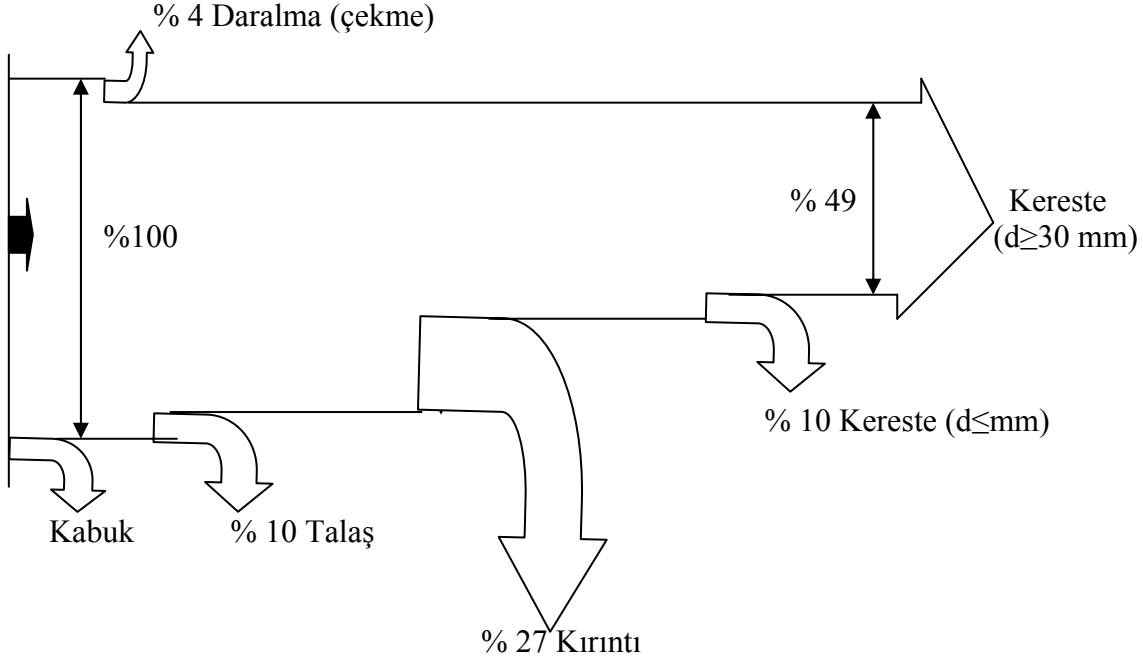 % 4 Daralma (çekme)
% 49
Kereste
(d≥30 mm)
%100
% 10 Kereste (d≤mm)
Kabuk
% 10 Talaş
% 27 Kırıntı